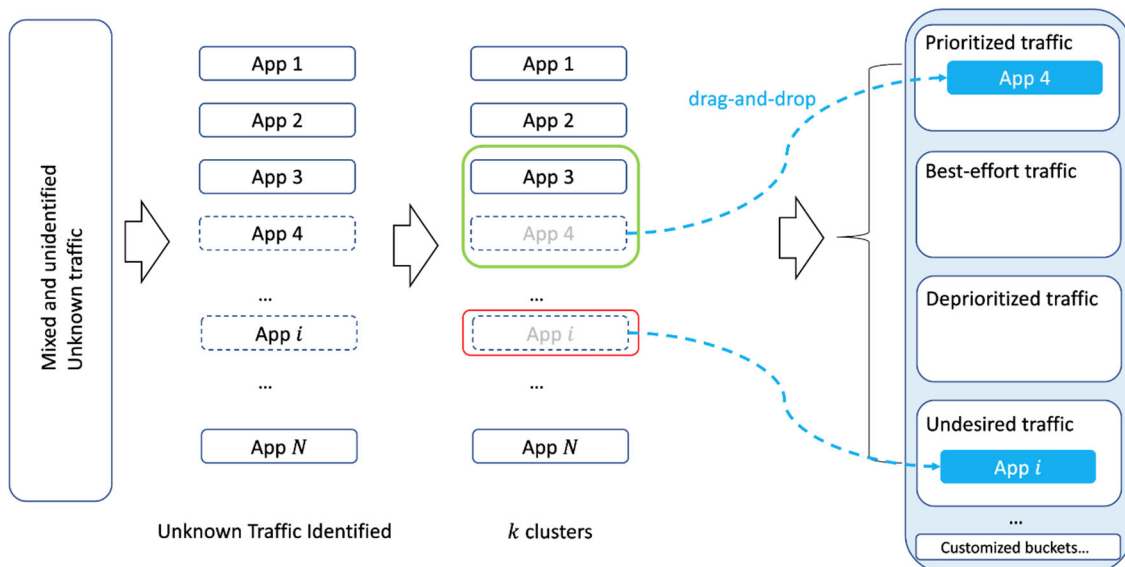 Mixed and unidentified
Unknown traffic
App 1
App 2
App 3
App 4
...
App i
...
App N
Unknown Traffic Identified
App 1
App 2
App 3
App 4
...
App i
...
App N
k clusters
drag-and-drop
Prioritized traffic
App 4
Best-effort traffic
Deprioritized traffic
Undesired traffic
App i
...
Customized buckets...